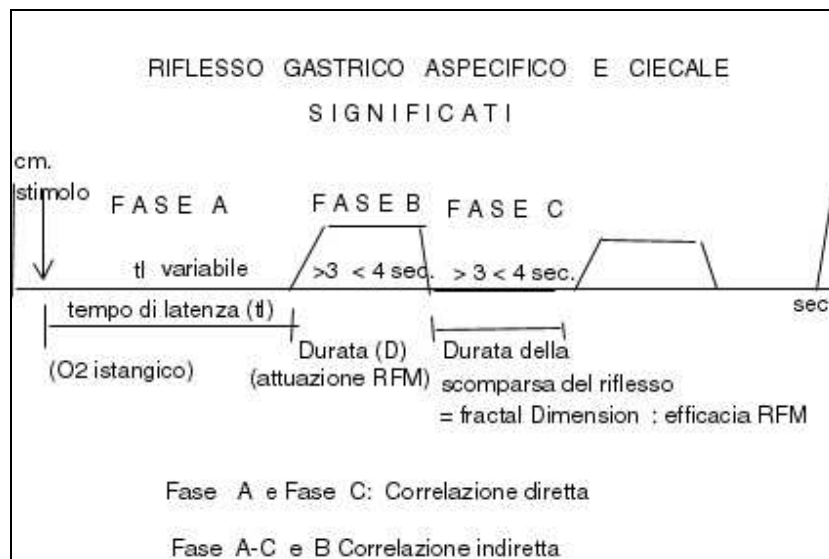 RIFLESSO GASTRICO ASPECIFICO E CIECALE
SIGNIFICATI
cm.
stimolo
FASE A FASE B FASE C
tl variabile >3 < 4 sec. > 3 < 4 sec.
sec
tempo di latenza (tl)
(O2 istangico) Durata (D) Durata della
(attuazione RFM) scomparsa del riflesso
= fractal Dimension : efficacia RFM
Fase A e Fase C: Correlazione diretta
Fase A-C e B Correlazione indiretta